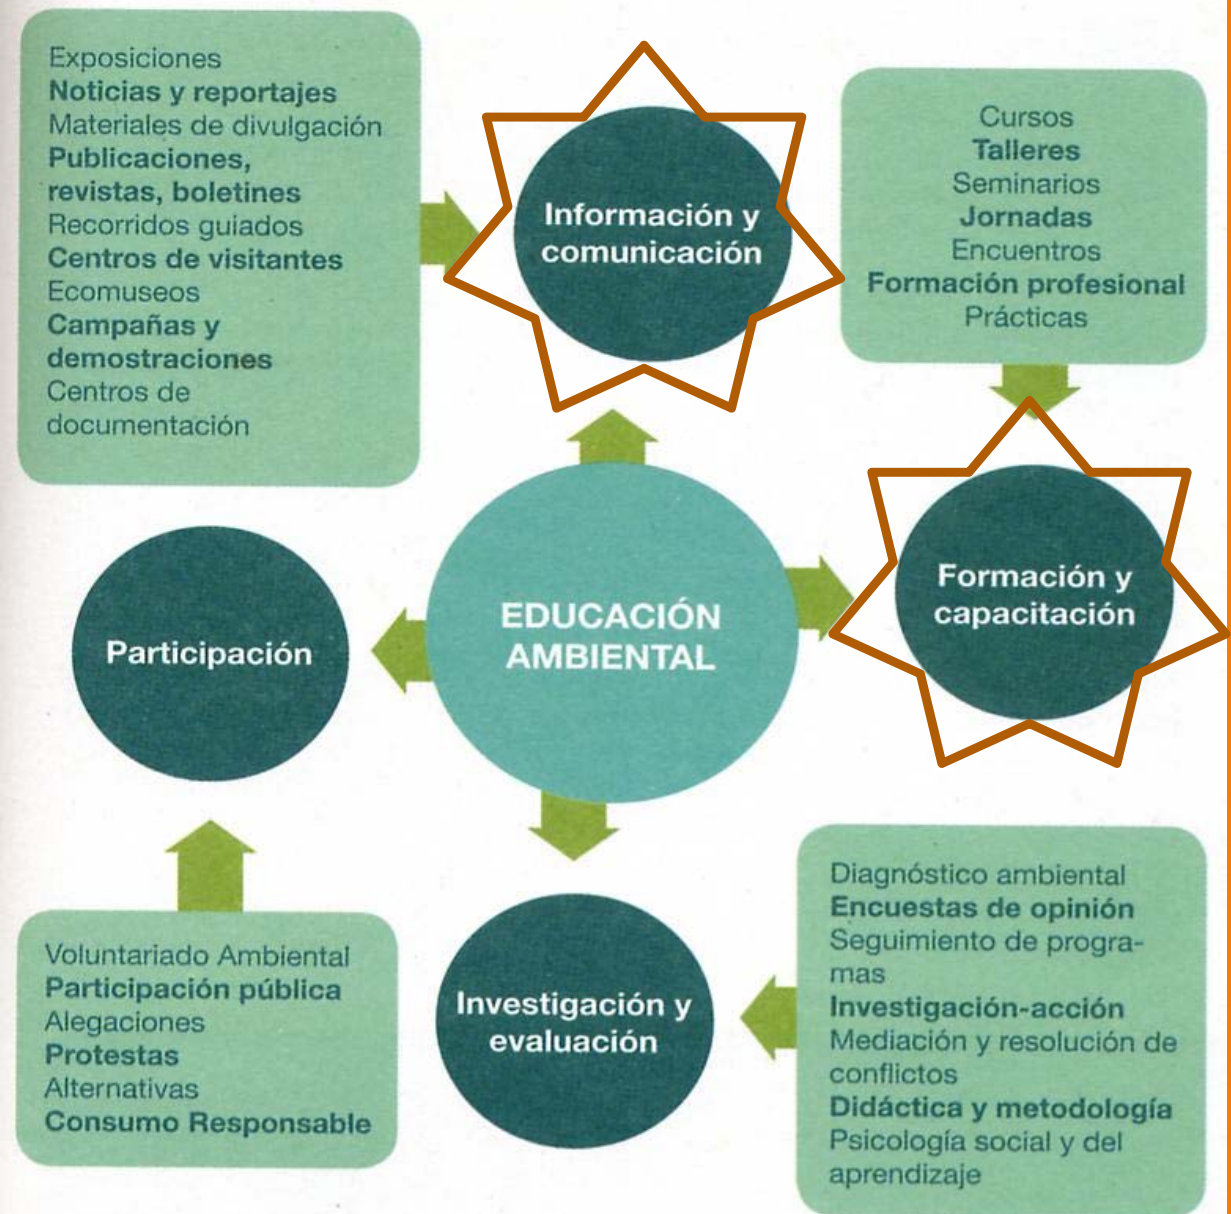 Exposiciones
Noticias y reportajes
Materiales de divulgación
Publicaciones,
revistas, boletines
Recorridos guiados
Centros de visitantes
Ecomuseos
Campañas y
demostraciones
Centros de
documentación
Información y
comunicación
Cursos
Talleres
Seminarios
Jornadas
Encuentros
Formación profesional
Prácticas
Formación y
capacitación
EDUCACIÓN
AMBIENTAL
Participación
Voluntariado Ambiental
Participación pública
Alegaciones
Protestas
Alternativas
Consumo Responsable
Investigación y
evaluación
Diagnóstico ambiental
Encuestas de opinión
Seguimiento de progra-
mas
Investigación-acción
Mediación y resolución de
conflictos
Didáctica y metodología
Psicología social y del
aprendizaje